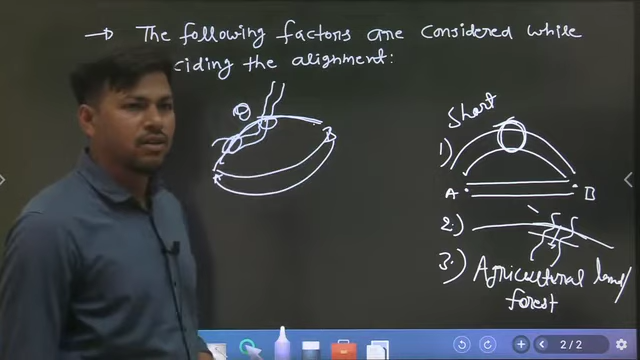 → The following factors are considered while
ciding the alignment:
Short
1)
A
B
2.)
3.)
Agricultural land/
forest
A
B
2/2